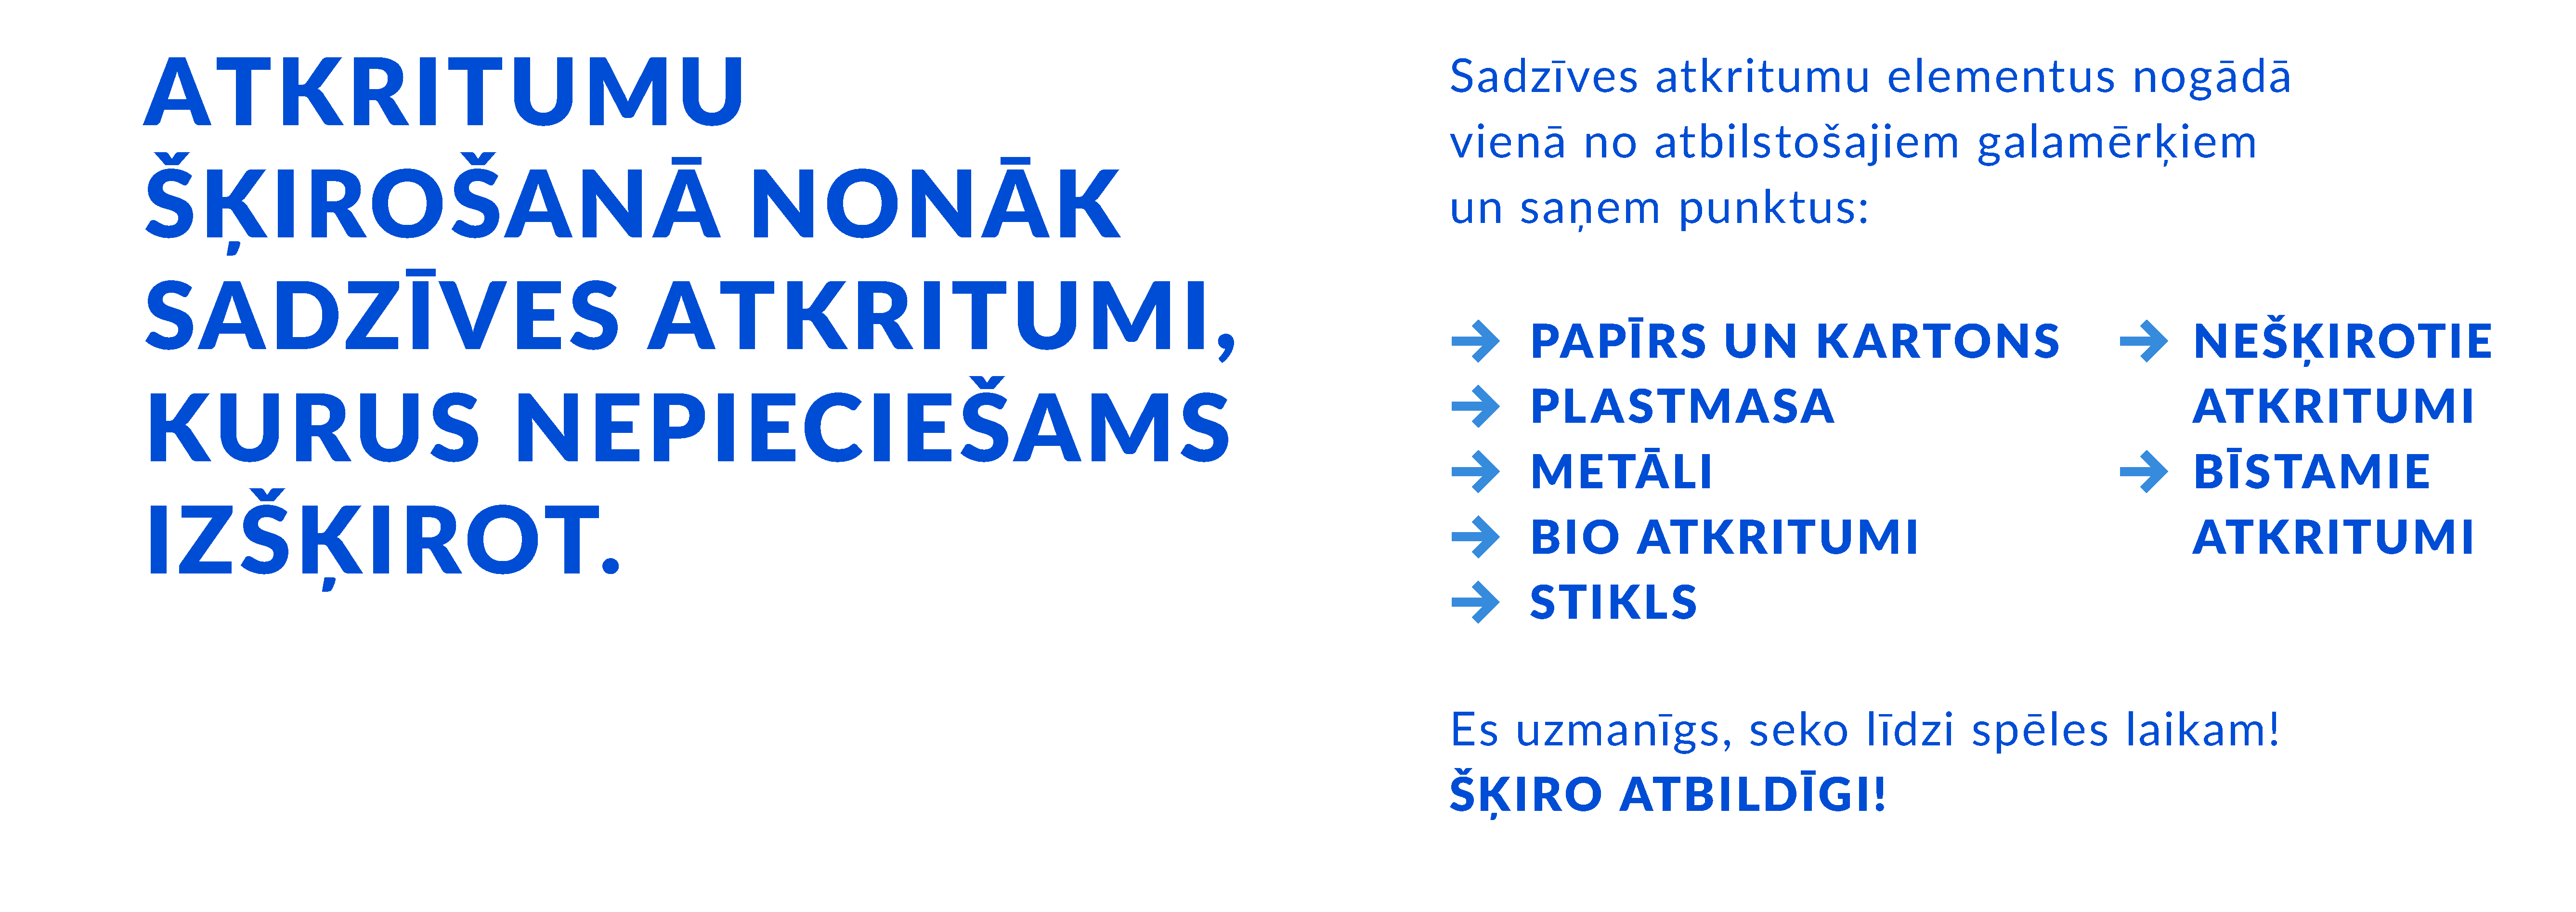 ATKRITUMU
ŠĶIROŠANĀ NONĀK
SADZĪVES ATKRITUMI,
KURUS NEPIECIEŠAMS
IZŠĶIROT.
Sadzīves atkritumu elementus nogādā
vienā no atbilstošajiem galamērķiem
un saņem punktus:
→ PAPĪRS UN KARTONS
→ PLASTMASA
→ METĀLI
→ BIO ATKRITUMI
→ STIKLS
→ NEŠĶIROTIE
ATKRITUMI
→ BĪSTAMIE
ATKRITUMI
Es uzmanīgs, seko līdzi spēles laikam!
ŠĶIRO ATBILDĪGI!